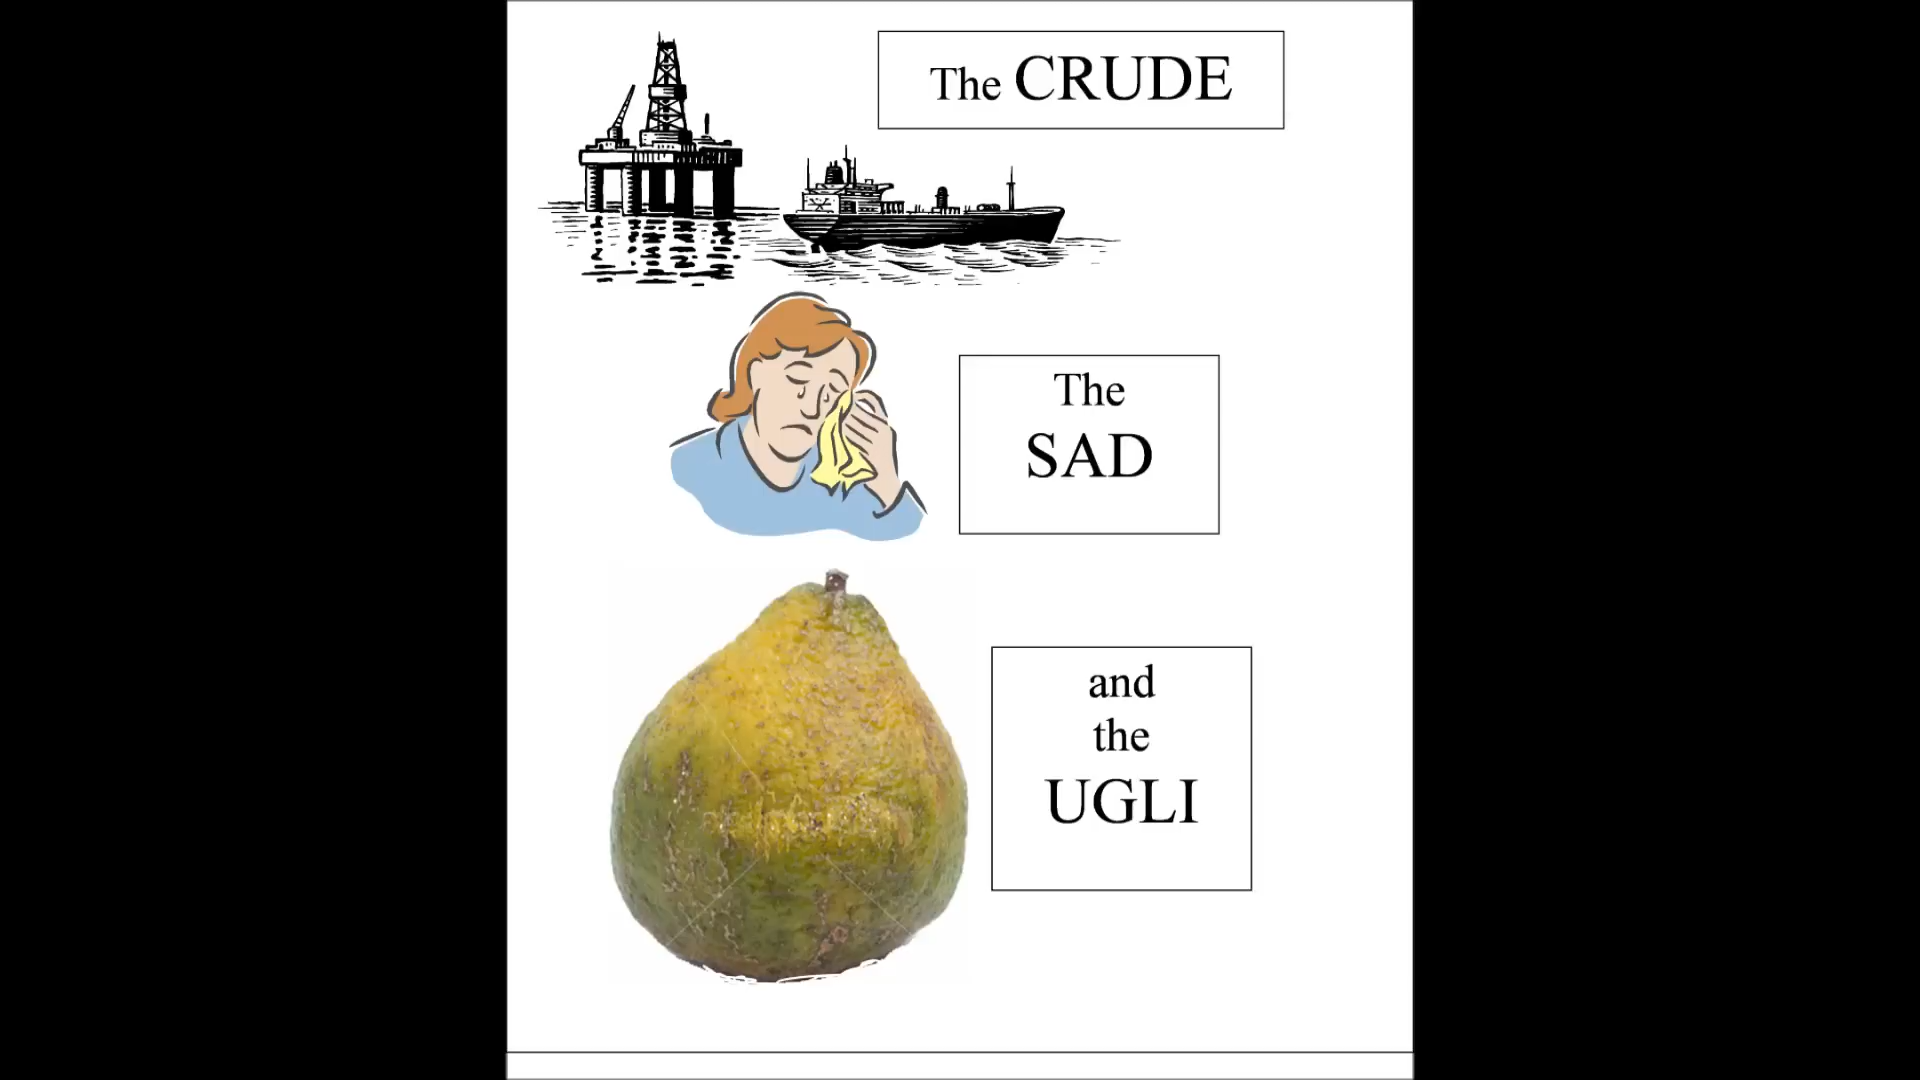 The CRUDE
The
SAD
and
the
UGLI